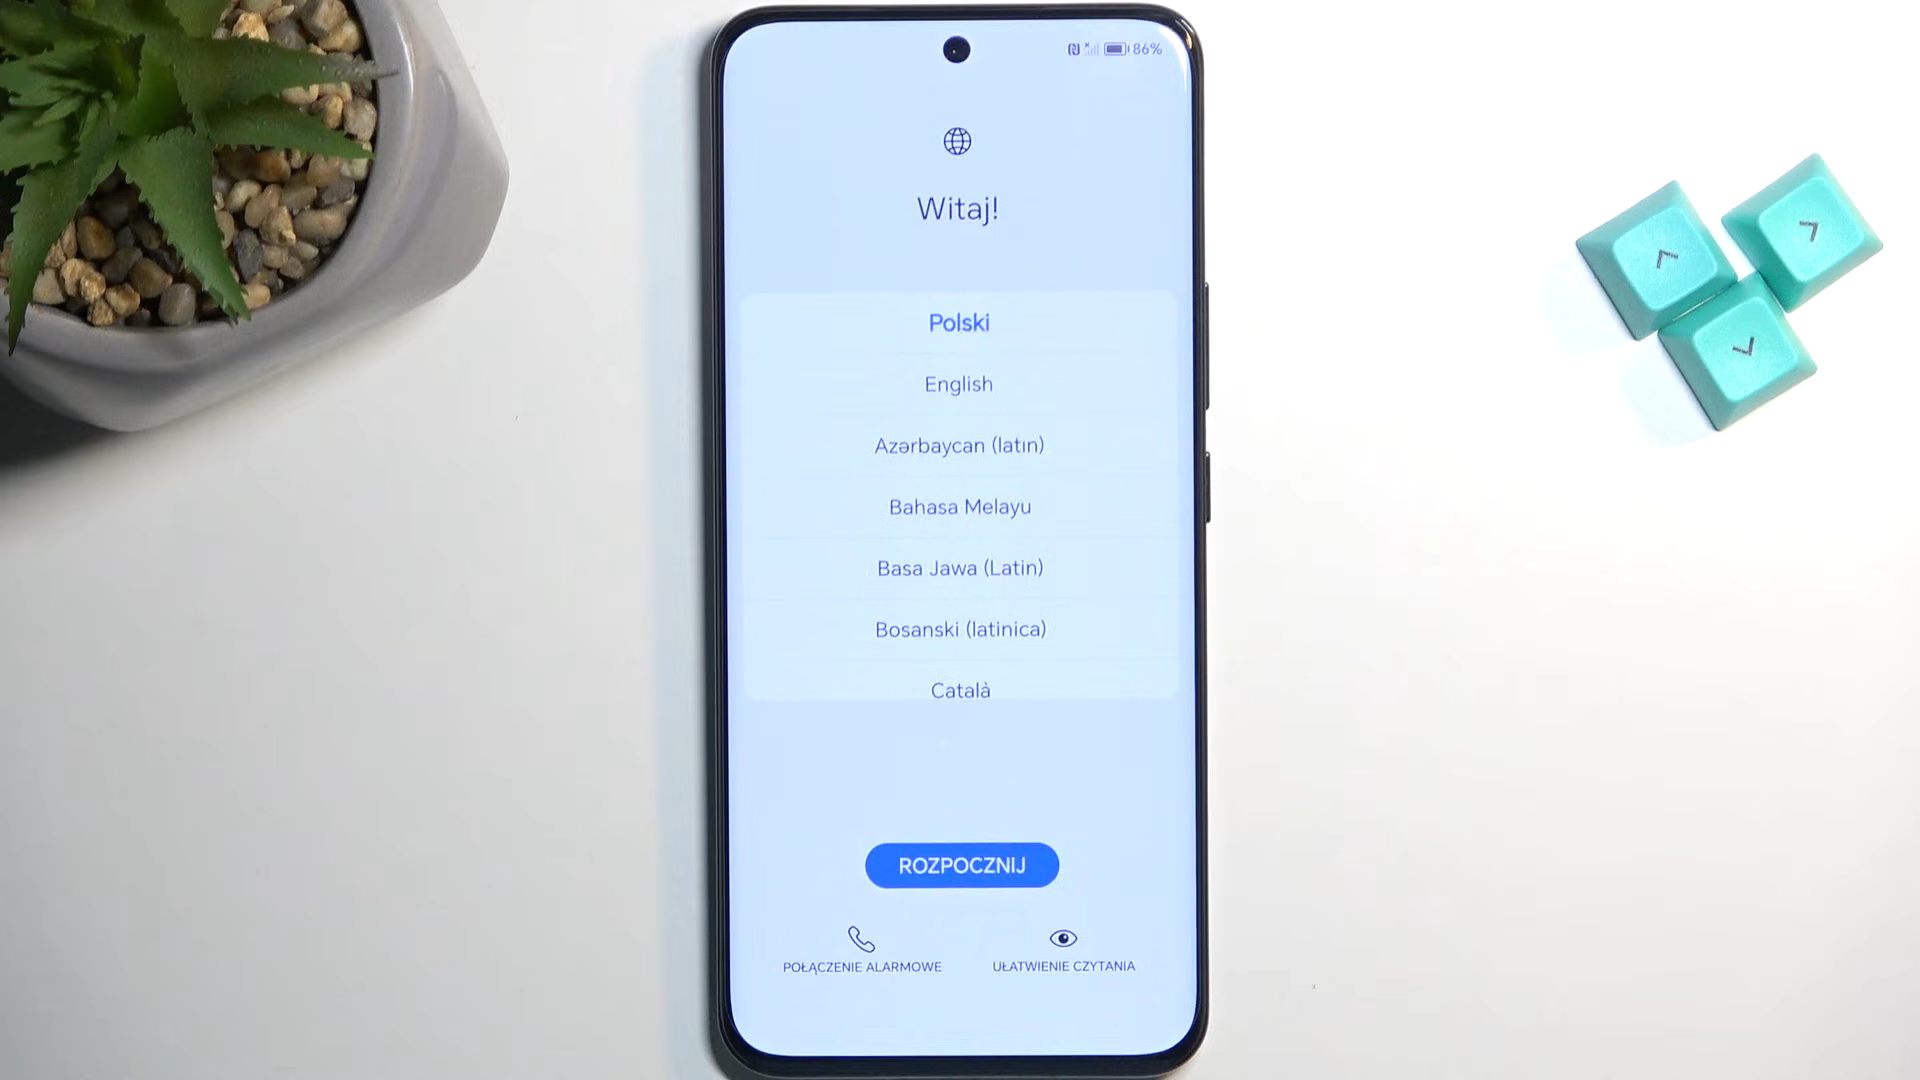 86%
Witaj!
Polski
English
Azərbaycan (latın)
Bahasa Melayu
Basa Jawa (Latin)
Bosanski (latinica)
Català
ROZPOCZNIJ
POŁĄCZENIE ALARMOWE
UŁATWIENIE CZYTANIA